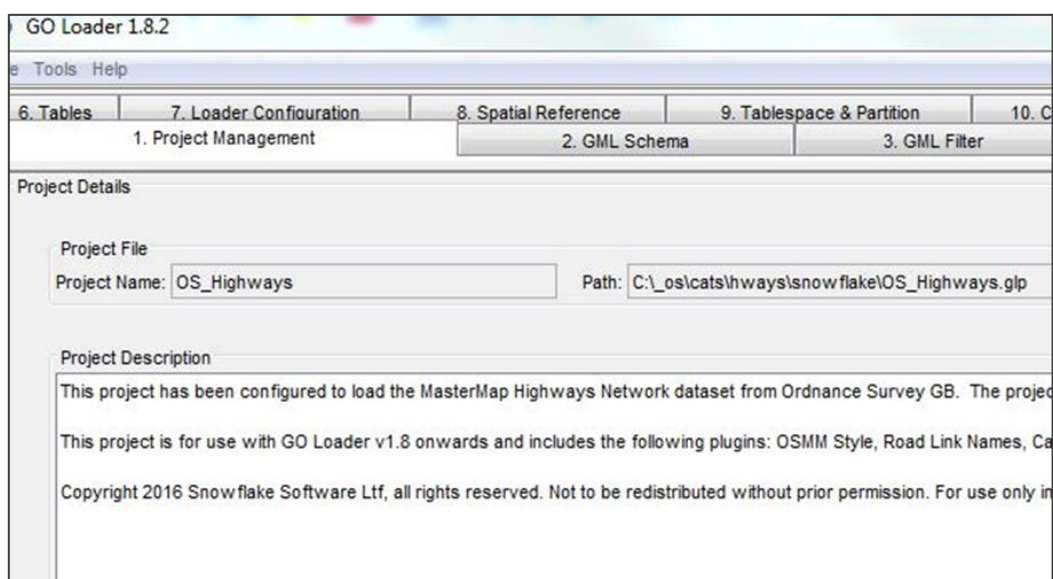 GO Loader 1.8.2
e Tools Help
6. Tables 7. Loader Configuration 8. Spatial Reference 9. Tablespace & Partition 10. C
1. Project Management 2. GML Schema 3. GML Filter
Project Details
Project File
Project Name: OS_Highways Path: C:\_os\cats\hways\snowflake\OS_Highways.glp
Project Description
This project has been configured to load the MasterMap Highways Network dataset from Ordnance Survey GB. The projec
This project is for use with GO Loader v1.8 onwards and includes the following plugins: OSMM Style, Road Link Names, Ca
Copyright 2016 Snowflake Software Ltf, all rights reserved. Not to be redistributed without prior permission. For use only in